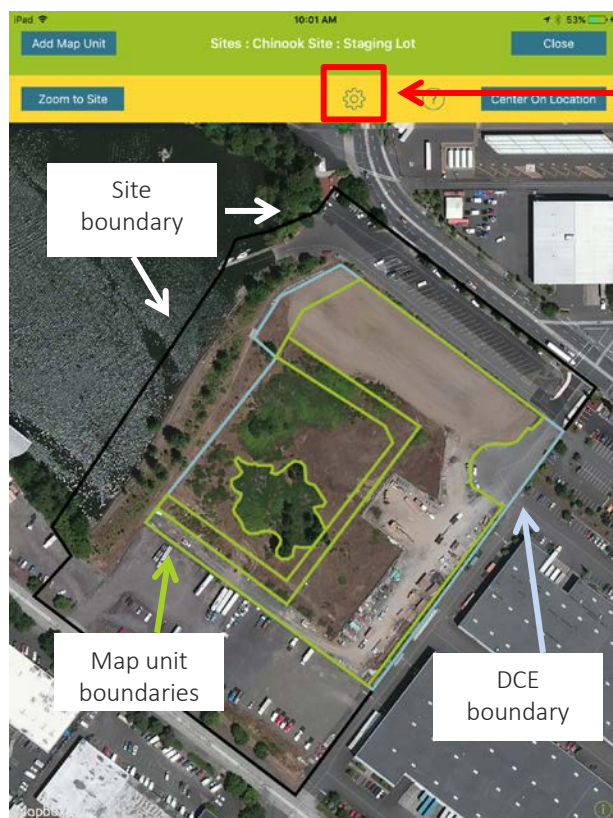 iPad 10:01 AM 53%
Add Map Unit Sites : Chinook Site : Staging Lot Close
Zoom to Site ? Center On Location
Site
boundary
Map unit
boundaries
DCE
boundary
mapbox